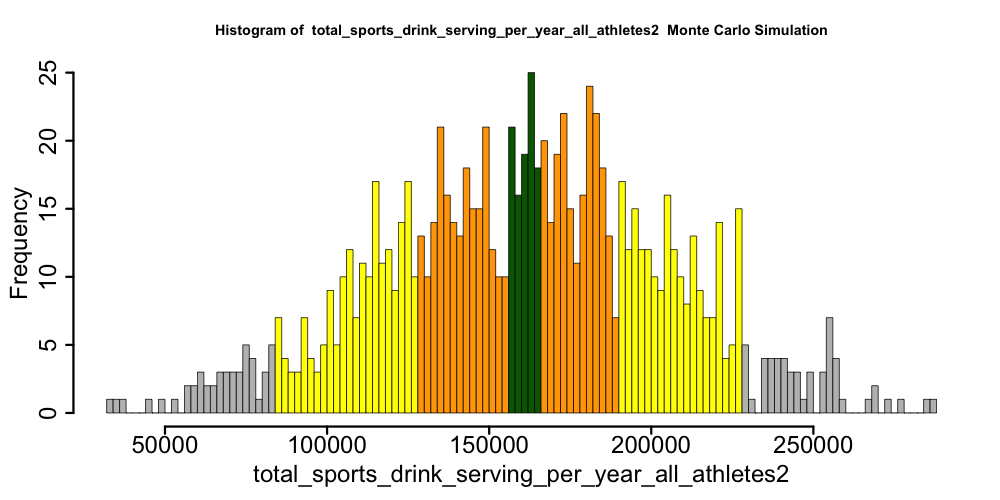 Histogram of  total_sports_drink_serving_per_year_all_athletes2  Monte Carlo Simulation
Frequency
25
20
15
10
5
0
50000 100000 150000 200000 250000
total_sports_drink_serving_per_year_all_athletes2